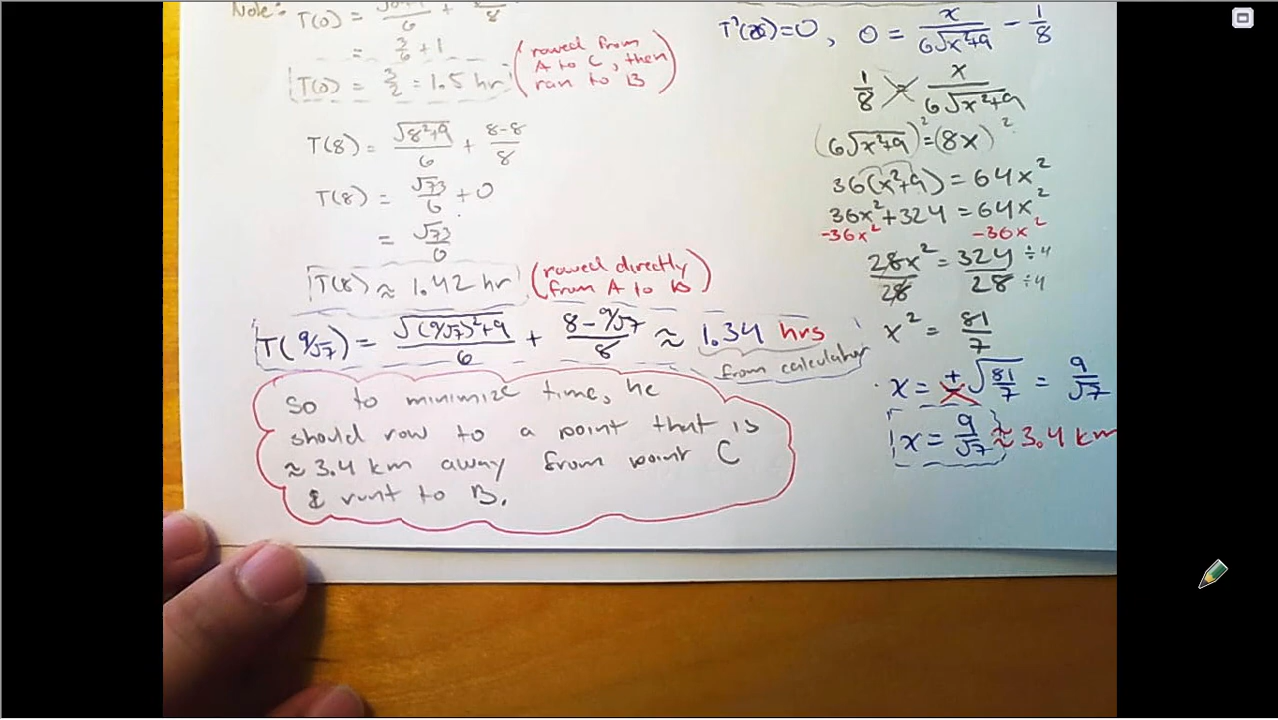 Note: T(0) = + 8
6
= 3/6 + 1
T(0) = 3/2 = 1.5 hr (rowed from A to C, then ran to B)
T(8) = √8²+9/6 + 8-8/8
T(8) = √73/6 + 0
= √73/6
T(8) ≈ 1.42 hr (rowed directly from A to B)
T(9/√7) = √(9/√7)²+9/6 + 8-9/√7/8 ≈ 1.34 hrs
from calculator
So to minimize time, he
should row to a point that is
≈ 3.4 km away from point C
& runt to B.
T'(x)=0, 0 = x/6√x²+9 - 1/8
1/8 = x/6√x²+9
(6√x²+9)² = (8x)²
36(x²+9) = 64x²
36x²+324 = 64x²
-36x² -36x²
28x²/28 = 324/28 ÷4 ÷4
x² = 81/7
x = ± √81/7 = 9/√7
x = 9/√7 ≈ 3.4 km